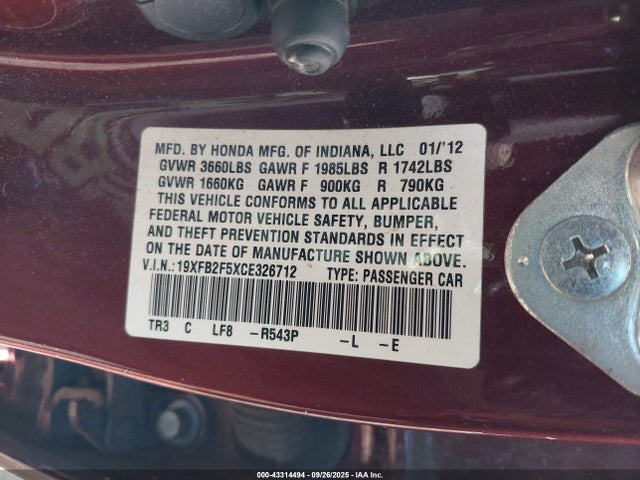 MFD. BY HONDA MFG. OF INDIANA, LLC 01/'12
GVWR 3660LBS GAWR F 1985LBS R 1742LBS
GVWR 1660KG GAWR F 900KG R 790KG
THIS VEHICLE CONFORMS TO ALL APPLICABLE
FEDERAL MOTOR VEHICLE SAFETY, BUMPER,
AND THEFT PREVENTION STANDARDS IN EFFECT
ON THE DATE OF MANUFACTURE SHOWN ABOVE.
V.I.N.:19XFB2F5XCE326712 TYPE: PASSENGER CAR
TR3 C LF8 -R543P -L -E
000-43314494 - 09/26/2025 - IAA Inc.